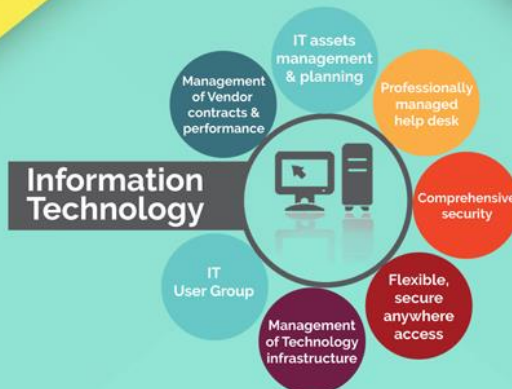 Information
Technology
Management
of Vendor
contracts &
performance
IT assets
management
& planning
Professionally
managed
help desk
Comprehensive
security
Flexible,
secure
anywhere
access
Management
of Technology
infrastructure
IT
User Group